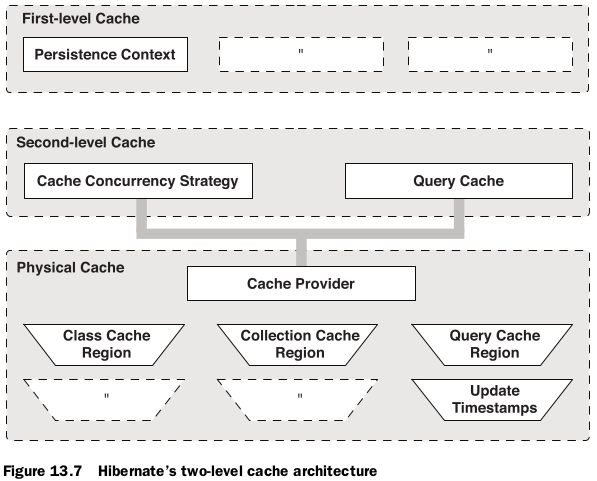 First-level Cache
Persistence Context
"
"
Second-level Cache
Cache Concurrency Strategy
Query Cache
Physical Cache
Cache Provider
Class Cache
Region
Collection Cache
Region
Query Cache
Region
"
"
Update
Timestamps
Figure 13.7 Hibernate's two-level cache architecture